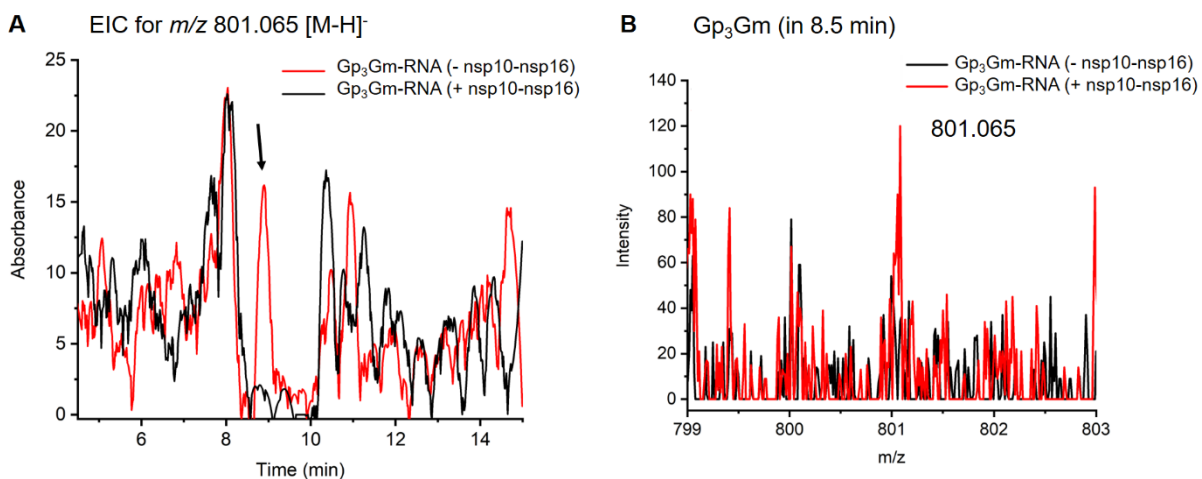 A EIC for m/z 801.065 [M-H]⁻
Gp₃Gm-RNA (- nsp10-nsp16)
Gp₃Gm-RNA (+ nsp10-nsp16)
25
20
15
10
5
0
Absorbance
6 8 10 12 14
Time (min)
B Gp₃Gm (in 8.5 min)
Gp₃Gm-RNA (- nsp10-nsp16)
Gp₃Gm-RNA (+ nsp10-nsp16)
801.065
140
120
100
80
60
40
20
0
Intensity
799 800 801 802 803
m/z